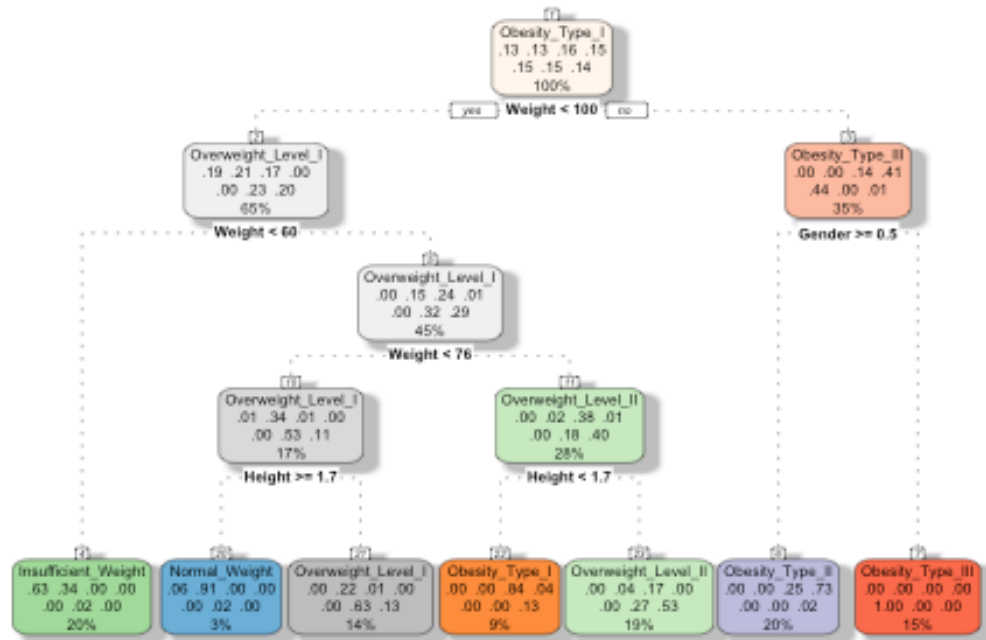 1
Obesity_Type_I
.13 .13 .16 .15
.15 .15 .14
100%
yes Weight < 100 no
2
Overweight_Level_I
.19 .21 .17 .00
.00 .23 .20
65%
Weight < 60
3
Obesity_Type_III
.00 .00 .14 .41
.44 .00 .01
35%
Gender >= 0.5
5
Overweight_Level_I
.00 .15 .24 .01
.00 .32 .29
45%
Weight < 76
10
Overweight_Level_I
.01 .34 .01 .00
.00 .53 .11
17%
Height >= 1.7
11
Overweight_Level_II
.00 .02 .38 .01
.00 .18 .40
28%
Height < 1.7
4
Insufficient_Weight
.63 .34 .00 .00
.00 .02 .00
20%
20
Normal_Weight
.06 .91 .00 .00
.00 .02 .00
3%
21
Overweight_Level_I
.00 .22 .01 .00
.00 .63 .13
14%
22
Obesity_Type_I
.00 .00 .84 .04
.00 .00 .13
9%
23
Overweight_Level_II
.00 .04 .17 .00
.00 .27 .53
19%
6
Obesity_Type_II
.00 .00 .25 .73
.00 .00 .02
20%
7
Obesity_Type_III
.00 .00 .00 .00
1.00 .00 .00
15%